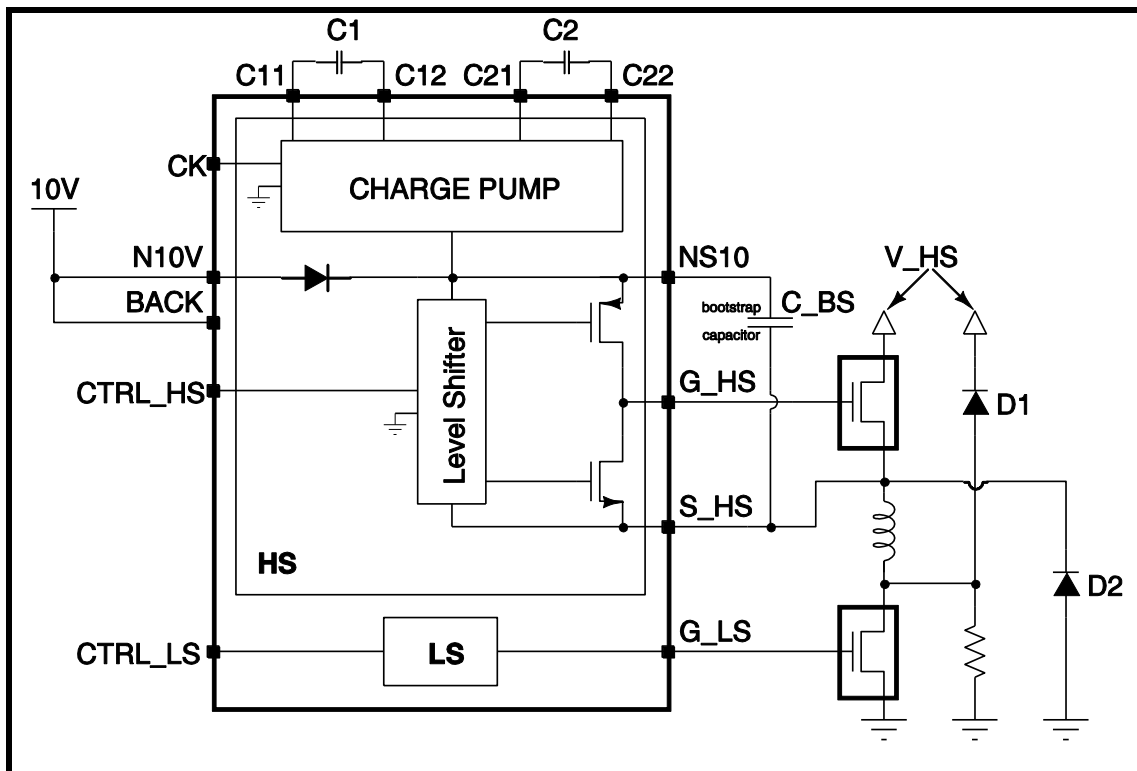 C1
C2
C11
C12
C21
C22
CK
CHARGE PUMP
10V
N10V
NS10
V_HS
BACK
bootstrap
capacitor
C_BS
Level Shifter
CTRL_HS
G_HS
D1
S_HS
HS
D2
CTRL_LS
LS
G_LS